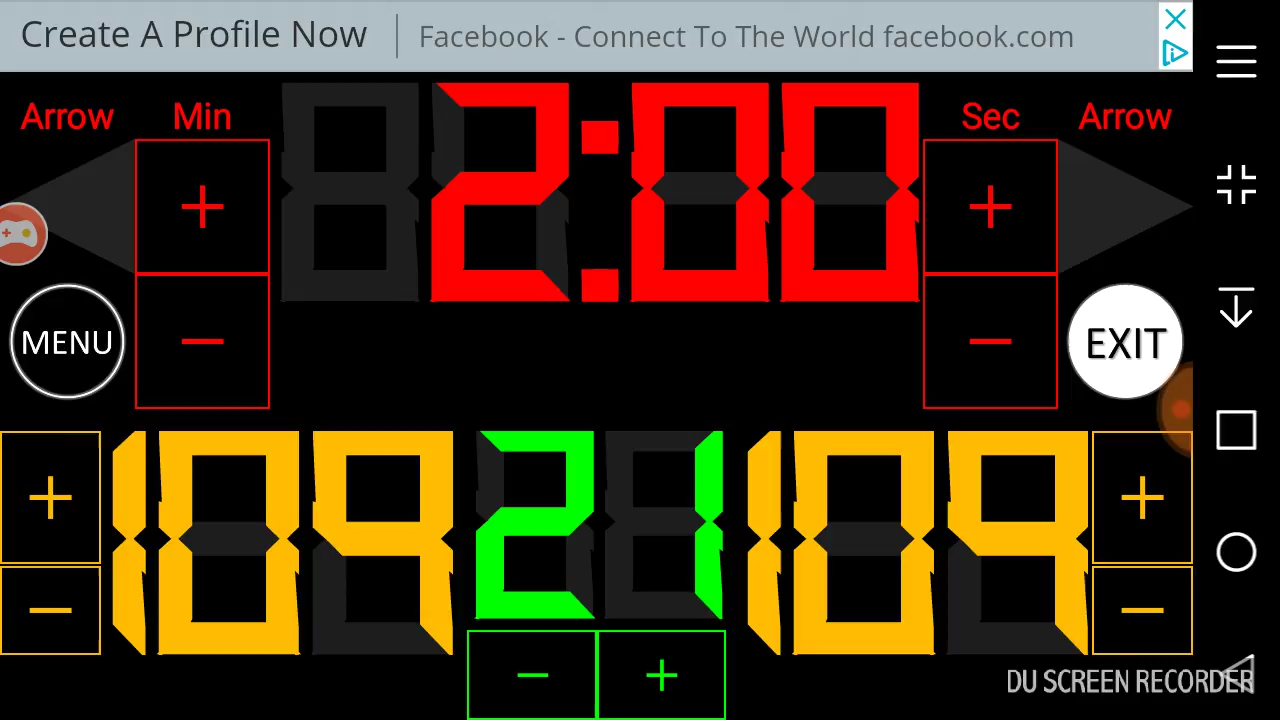 Create A Profile Now
Facebook - Connect To The World facebook.com
Arrow Min 2:00 Sec Arrow
+ +
MENU − − EXIT
+ 109 21 109 +
− −
− +
DU SCREEN RECORDER